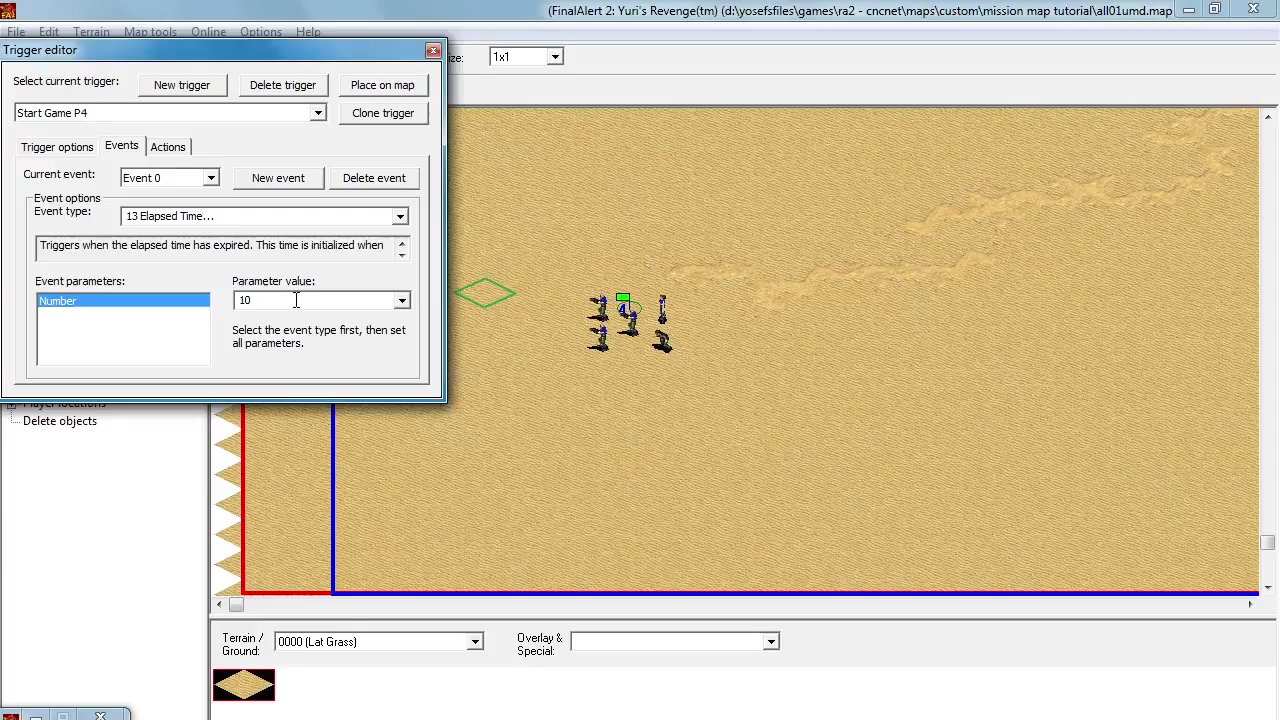 (FinalAlert 2: Yuri's Revenge(tm) (d:\yosefsfiles\games\ra2 - cncnet\maps\custom\mission map tutorial\all01umd.map
File Edit Terrain Map tools Online Options Help
Trigger editor
ze: 1x1
Select current trigger: New trigger Delete trigger Place on map
Start Game P4 Clone trigger
Trigger options Events Actions
Current event: Event 0 New event Delete event
Event options
Event type: 13 Elapsed Time...
Triggers when the elapsed time has expired. This time is initialized when
Event parameters: Parameter value:
Number 10
Select the event type first, then set
all parameters.
4
Player locations
Delete objects
Terrain / Ground: 0000 (Lat Grass) Overlay & Special: